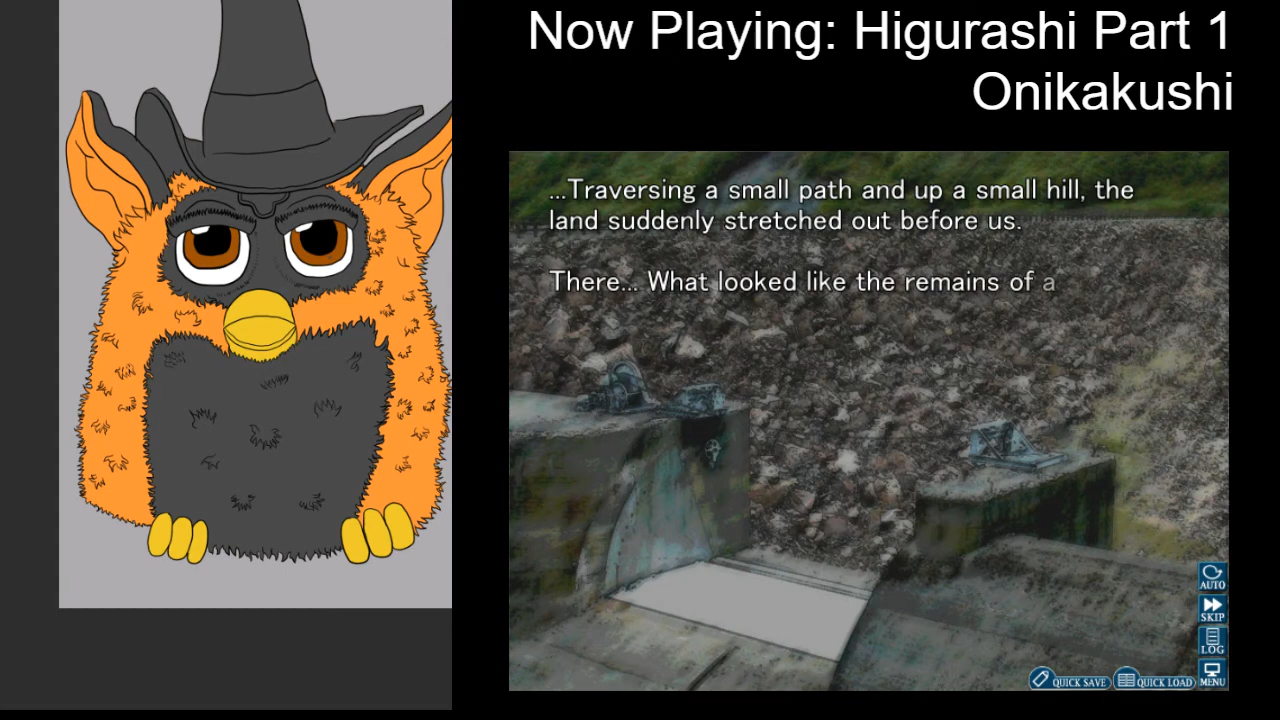 Now Playing: Higurashi Part 1
Onikakushi
...Traversing a small path and up a small hill, the
land suddenly stretched out before us.
There... What looked like the remains of a
AUTO
SKIP
LOG
MENU
QUICK SAVE
QUICK LOAD